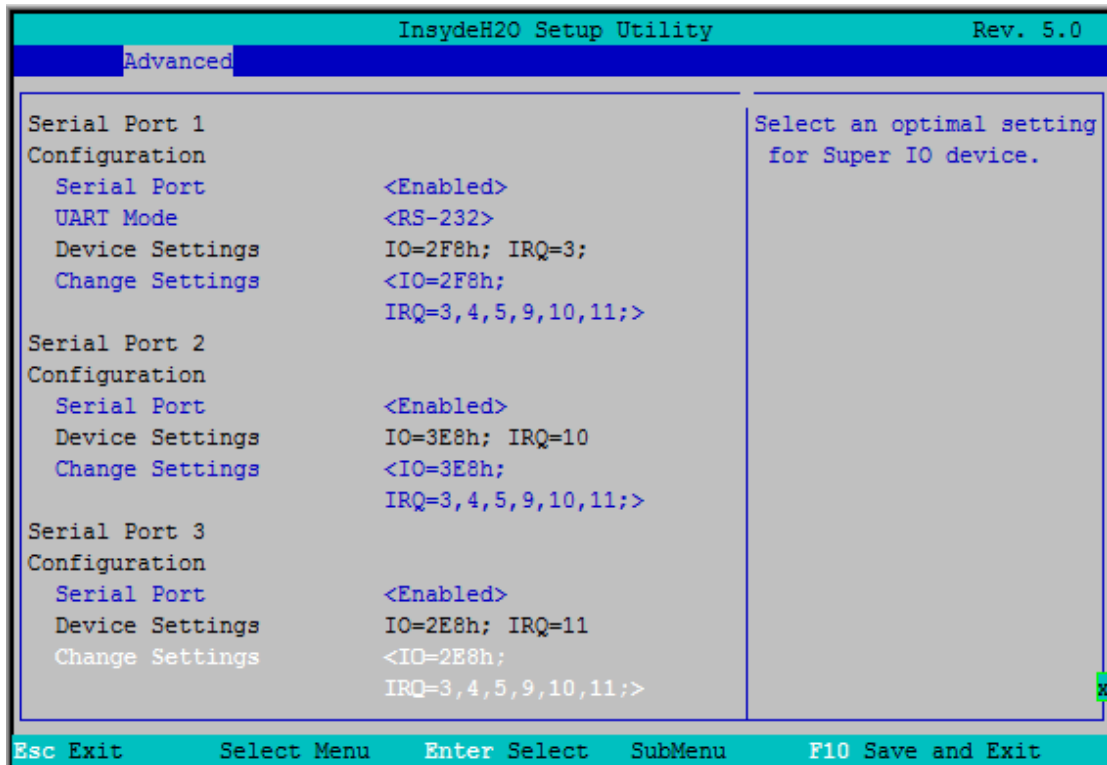 InsydeH2O Setup Utility Rev. 5.0
Advanced
Serial Port 1
Configuration
Serial Port <Enabled>
UART Mode <RS-232>
Device Settings IO=2F8h; IRQ=3;
Change Settings <IO=2F8h;
IRQ=3,4,5,9,10,11;>
Serial Port 2
Configuration
Serial Port <Enabled>
Device Settings IO=3E8h; IRQ=10
Change Settings <IO=3E8h;
IRQ=3,4,5,9,10,11;>
Serial Port 3
Configuration
Serial Port <Enabled>
Device Settings IO=2E8h; IRQ=11
Change Settings <IO=2E8h;
IRQ=3,4,5,9,10,11;>
Select an optimal setting
for Super IO device.
x
Esc Exit Select Menu Enter Select SubMenu F10 Save and Exit